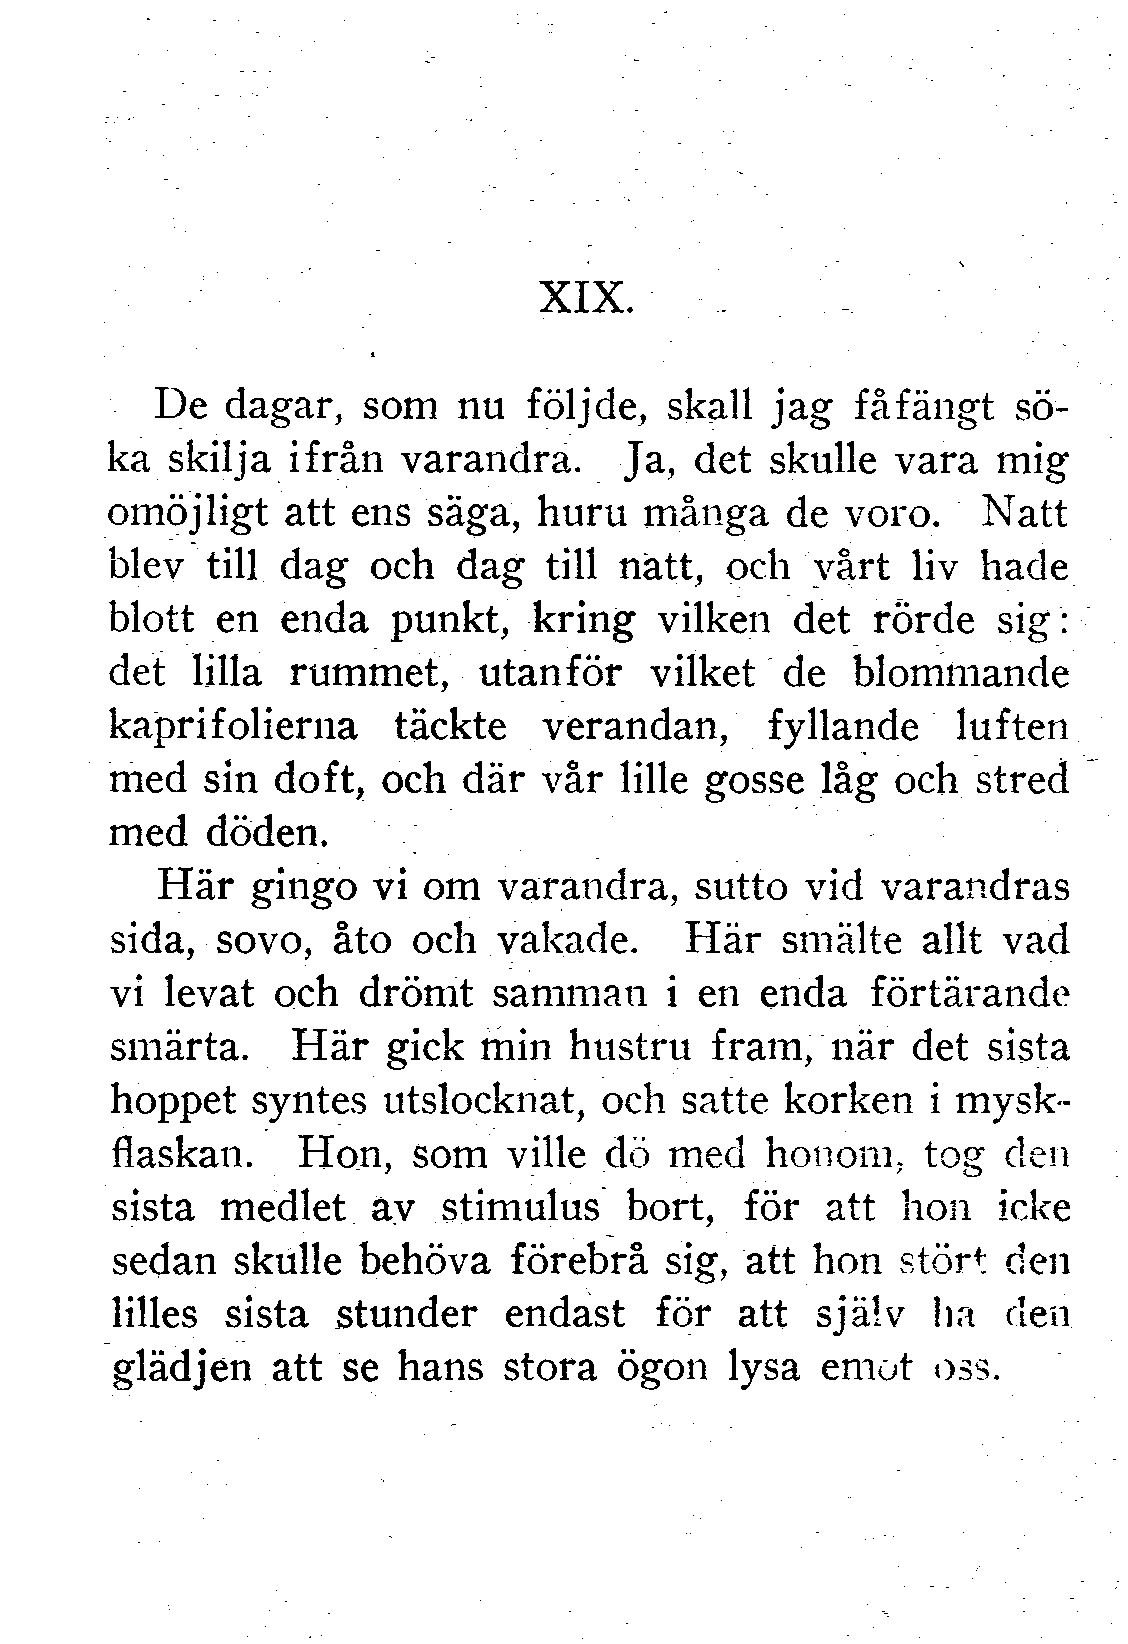 XIX.
De dagar, som nu följde, skall jag fåfängt sö-
ka skilja ifrån varandra. Ja, det skulle vara mig
omöjligt att ens säga, huru många de voro. Natt
blev till dag och dag till natt, och vårt liv hade
blott en enda punkt, kring vilken det rörde sig:
det lilla rummet, utanför vilket de blommande
kaprifolierna täckte verandan, fyllande luften
med sin doft, och där vår lille gosse låg och stred
med döden.
Här gingo vi om varandra, sutto vid varandras
sida, sovo, åto och vakade. Här smälte allt vad
vi levat och drömt samman i en enda förtärande
smärta. Här gick min hustru fram, när det sista
hoppet syntes utslocknat, och satte korken i mysk-
flaskan. Hon, som ville dö med honom, tog den
sista medlet av stimulus bort, för att hon icke
sedan skulle behöva förebrå sig, att hon stört den
lilles sista stunder endast för att själv ha den
glädjen att se hans stora ögon lysa emot oss.